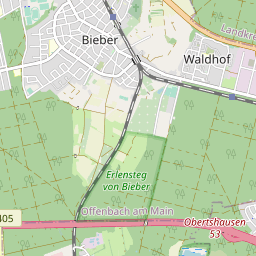 Bieber
Waldhof
Landkre
Erlensteg
von Bieber
405
Offenbach am Main
Obertshausen
53